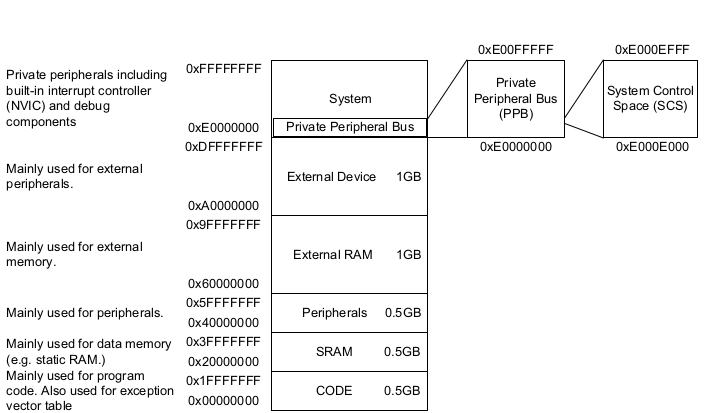 0xE00FFFFF
0xE000EFFF
Private peripherals including
built-in interrupt controller
(NVIC) and debug
components
0xFFFFFFFF
System
Private
Peripheral Bus
(PPB)
System Control
Space (SCS)
0xE0000000
Private Peripheral Bus
0xDFFFFFFF
0xE0000000
0xE000E000
Mainly used for external
peripherals.
External Device 1GB
0xA0000000
0x9FFFFFFF
Mainly used for external
memory.
External RAM 1GB
0x60000000
0x5FFFFFFF
Mainly used for peripherals.
Peripherals 0.5GB
0x40000000
0x3FFFFFFF
Mainly used for data memory
(e.g. static RAM.)
SRAM 0.5GB
0x20000000
0x1FFFFFFF
Mainly used for program
code. Also used for exception
vector table
CODE 0.5GB
0x00000000